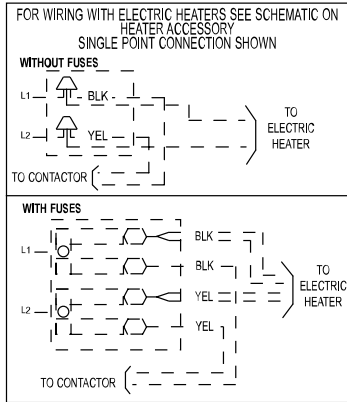 FOR WIRING WITH ELECTRIC HEATERS SEE SCHEMATIC ON
HEATER ACCESSORY
SINGLE POINT CONNECTION SHOWN
WITHOUT FUSES
L1
BLK
L2
YEL
TO
ELECTRIC
HEATER
TO CONTACTOR
WITH FUSES
BLK
L1
BLK
TO
ELECTRIC
HEATER
YEL
L2
YEL
TO CONTACTOR